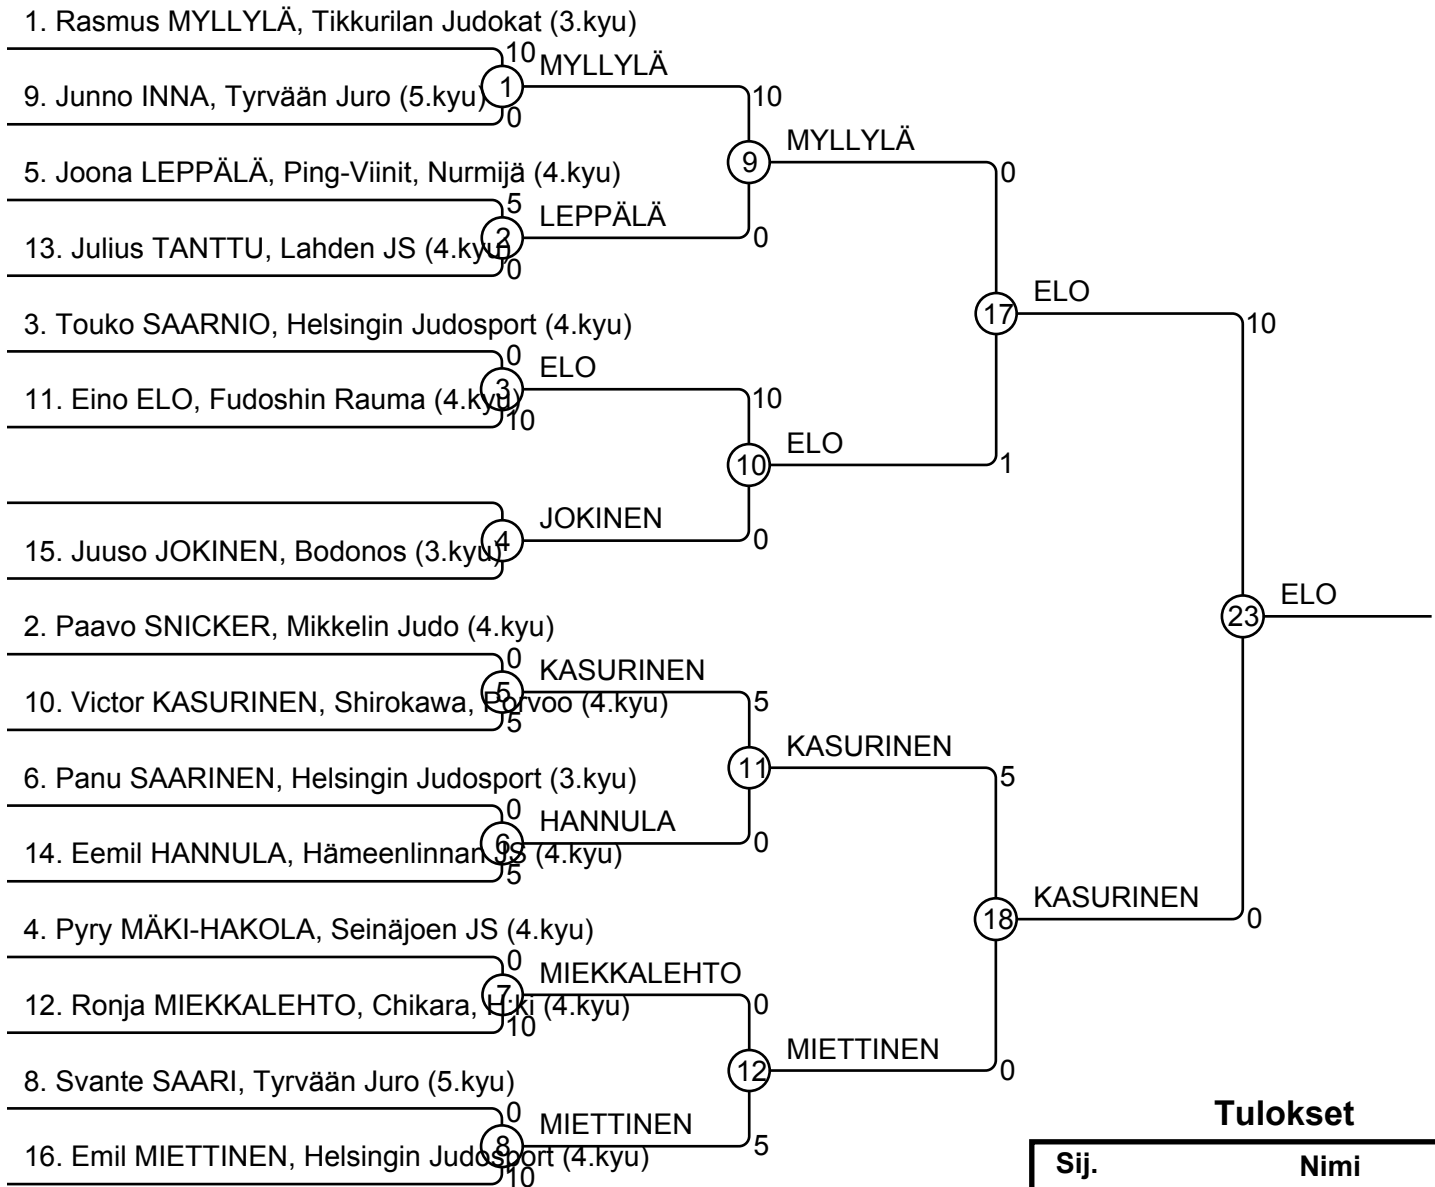 1. Rasmus MYLLYLÄ, Tikkurilan Judokat (3.kyu)
10
MYLLYLÄ
1
10
9. Junno INNA, Tyrvään Juro (5.kyu)
0
MYLLYLÄ
9
0
5. Joona LEPPÄLÄ, Ping-Viinit, Nurmijä (4.kyu)
5
LEPPÄLÄ
2
0
13. Julius TANTTU, Lahden JS (4.kyu)
0
ELO
17
10
3. Touko SAARNIO, Helsingin Judosport (4.kyu)
0
ELO
3
10
11. Eino ELO, Fudoshin Rauma (4.kyu)
10
ELO
10
1
JOKINEN
4
0
15. Juuso JOKINEN, Bodonos (3.kyu)
ELO
23
2. Paavo SNICKER, Mikkelin Judo (4.kyu)
0
KASURINEN
5
5
10. Victor KASURINEN, Shirokawa, Porvoo (4.kyu)
5
KASURINEN
11
5
6. Panu SAARINEN, Helsingin Judosport (3.kyu)
0
HANNULA
6
0
14. Eemil HANNULA, Hämeenlinnan JS (4.kyu)
5
KASURINEN
18
0
4. Pyry MÄKI-HAKOLA, Seinäjoen JS (4.kyu)
0
MIEKKALEHTO
7
0
12. Ronja MIEKKALEHTO, Chikara, H:ki (4.kyu)
10
MIETTINEN
12
0
8. Svante SAARI, Tyrvään Juro (5.kyu)
0
MIETTINEN
8
5
16. Emil MIETTINEN, Helsingin Judosport (4.kyu)
10
Tulokset
Sij. Nimi